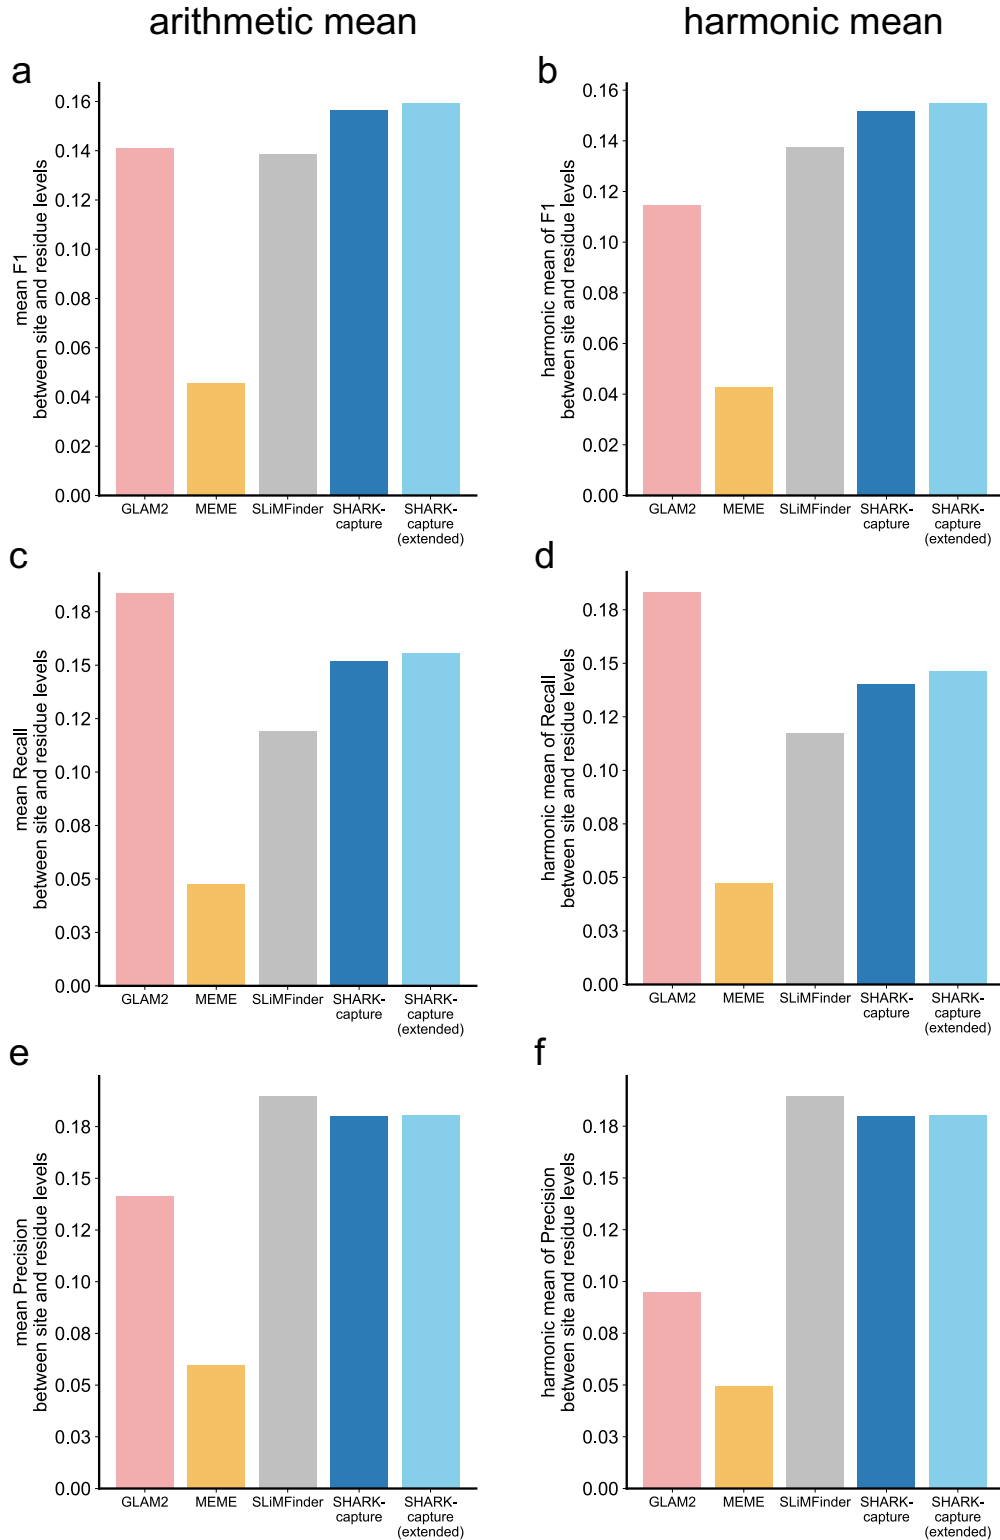 arithmetic mean
harmonic mean
a
mean F1
between site and residue levels
0.16
0.14
0.12
0.10
0.08
0.06
0.04
0.02
0.00
GLAM2
MEME
SLiMFinder
SHARK-
capture
SHARK-
capture
(extended)
b
harmonic mean of F1
between site and residue levels
0.16
0.14
0.12
0.10
0.08
0.06
0.04
0.02
0.00
GLAM2
MEME
SLiMFinder
SHARK-
capture
SHARK-
capture
(extended)
c
mean Recall
between site and residue levels
0.18
0.15
0.12
0.10
0.08
0.05
0.03
0.00
GLAM2
MEME
SLiMFinder
SHARK-
capture
SHARK-
capture
(extended)
d
harmonic mean of Recall
between site and residue levels
0.18
0.15
0.12
0.10
0.08
0.05
0.03
0.00
GLAM2
MEME
SLiMFinder
SHARK-
capture
SHARK-
capture
(extended)
e
mean Precision
between site and residue levels
0.18
0.15
0.12
0.10
0.08
0.05
0.03
0.00
GLAM2
MEME
SLiMFinder
SHARK-
capture
SHARK-
capture
(extended)
f
harmonic mean of Precision
between site and residue levels
0.18
0.15
0.12
0.10
0.08
0.05
0.03
0.00
GLAM2
MEME
SLiMFinder
SHARK-
capture
SHARK-
capture
(extended)